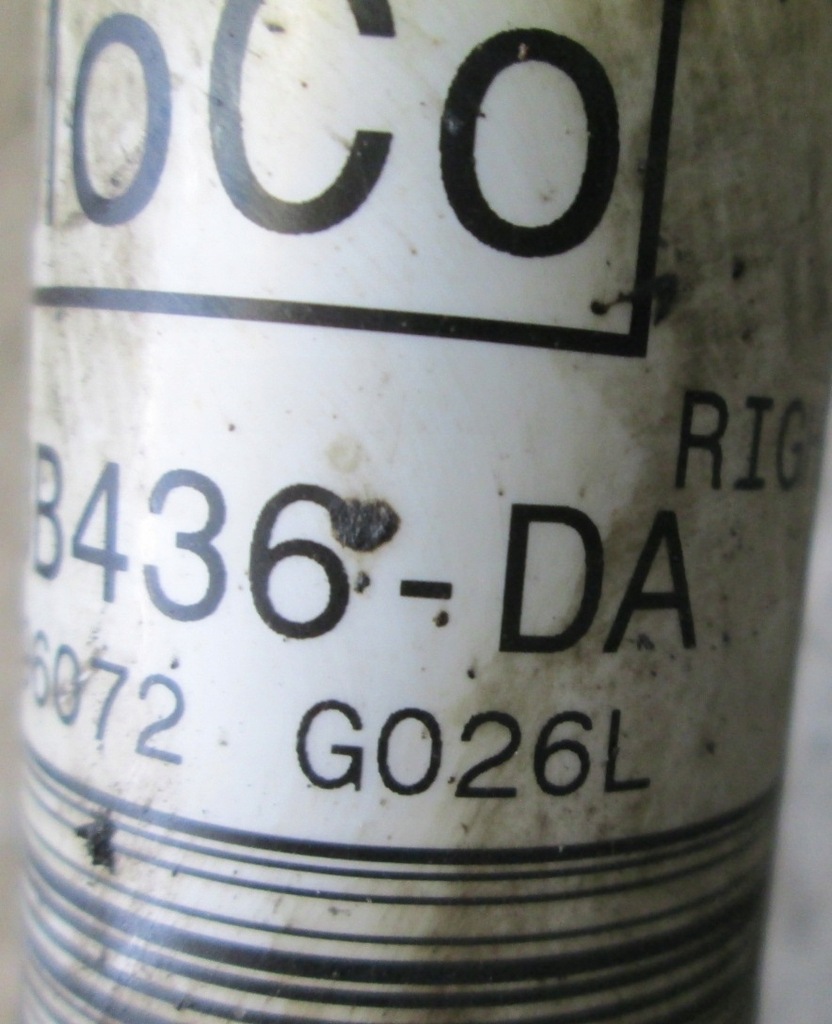 oCo
RIG
B436-DA
6072 G026L